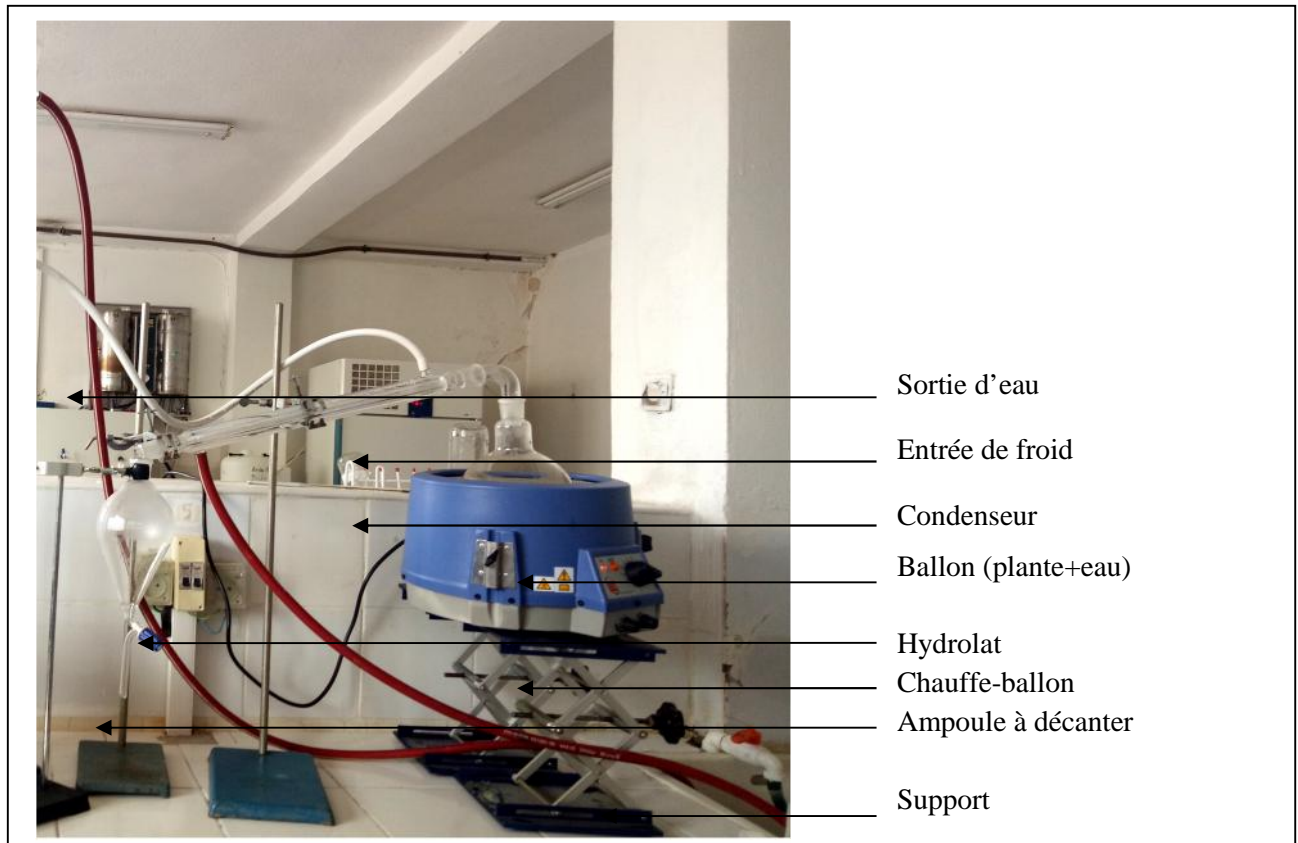 Sortie d’eau
Entrée de froid
Condenseur
Ballon (plante+eau)
Hydrolat
Chauffe-ballon
Ampoule à décanter
Support